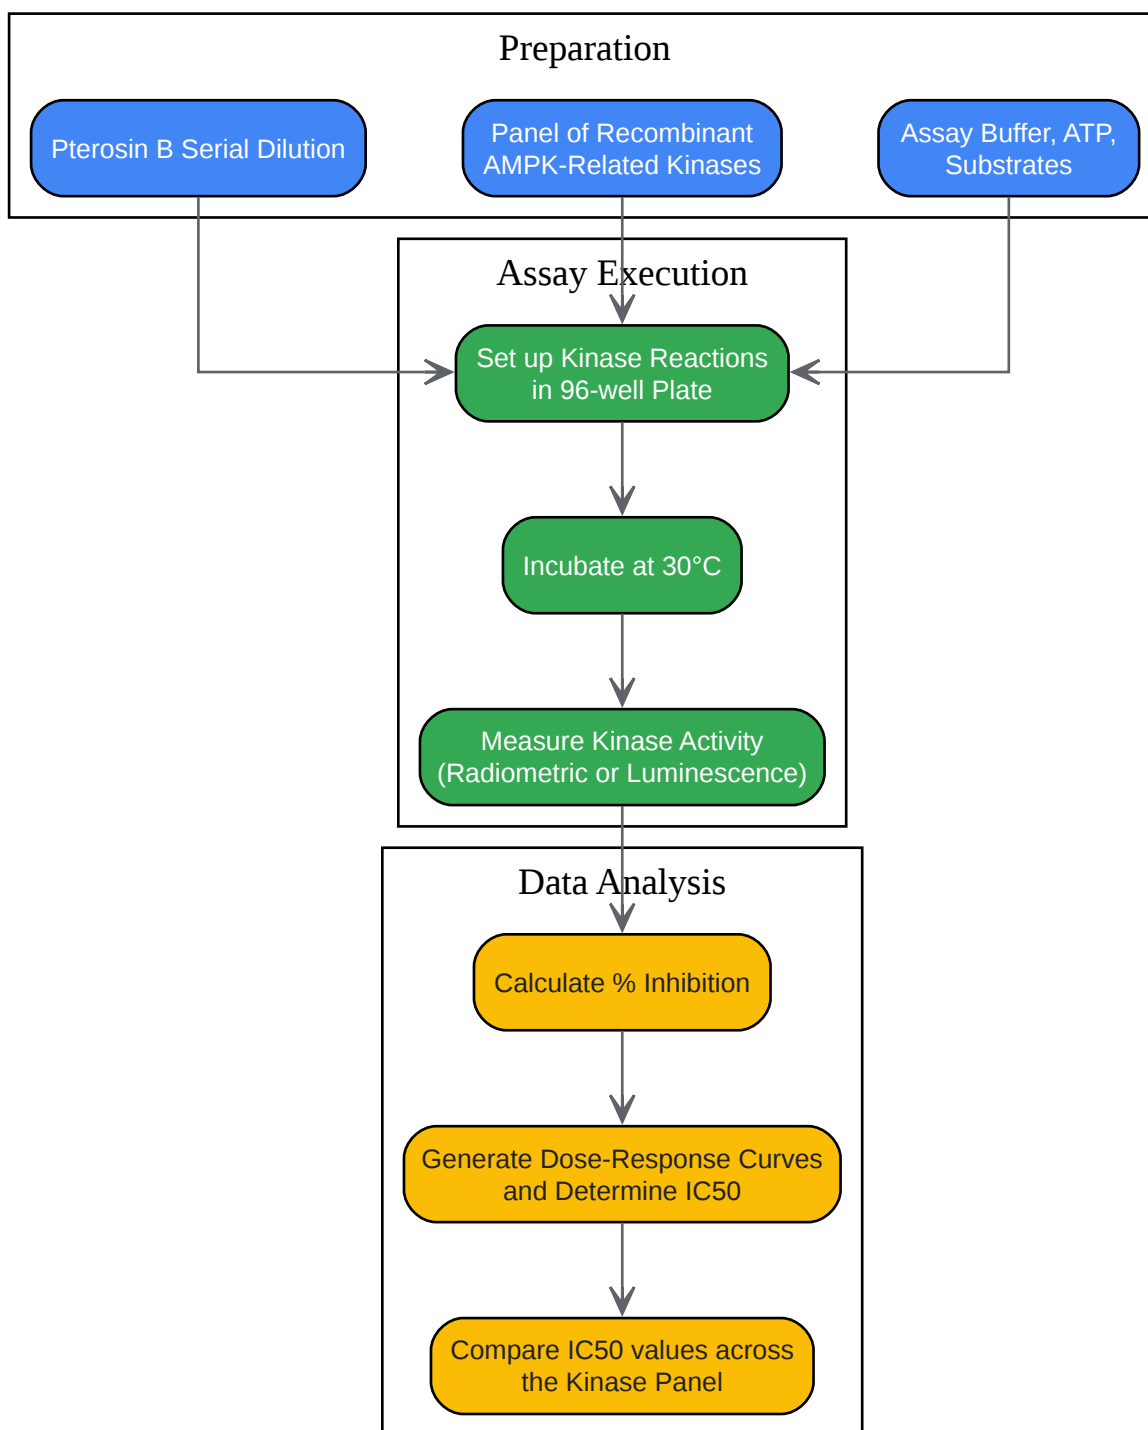 Preparation
Pterosin B Serial Dilution
Panel of Recombinant
AMPK-Related Kinases
Assay Buffer, ATP,
Substrates
Assay Execution
Set up Kinase Reactions
in 96-well Plate
Incubate at 30°C
Measure Kinase Activity
(Radiometric or Luminescence)
Data Analysis
Calculate % Inhibition
Generate Dose-Response Curves
and Determine IC50
Compare IC50 values across
the Kinase Panel